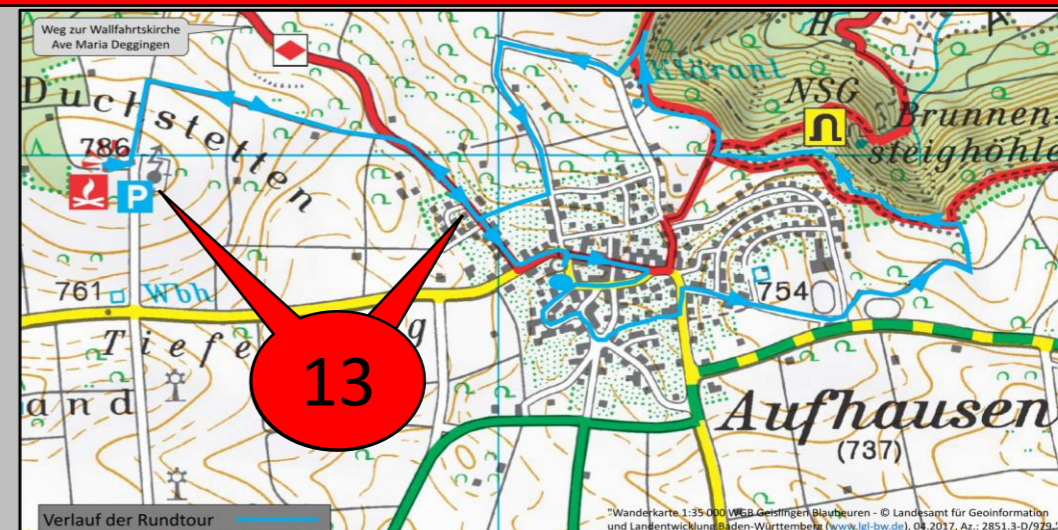 Weg zur Wallfahrtskirche
Ave Maria Deggingen
Kläranl
H
NSG
Brunnen-
steighöhle
Duchstetten
786
P
761
Wbh
754
Tiefe
g
13
and
Aufhausen
(737)
Verlauf der Rundtour
"Wanderkarte 1:35 000 WGB Geislingen Blaubeuren - © Landesamt für Geoinformation
und Landentwicklung Baden-Württemberg (www.lgl-bw.de), 04.2017, Az.: 2851.3-D/9791